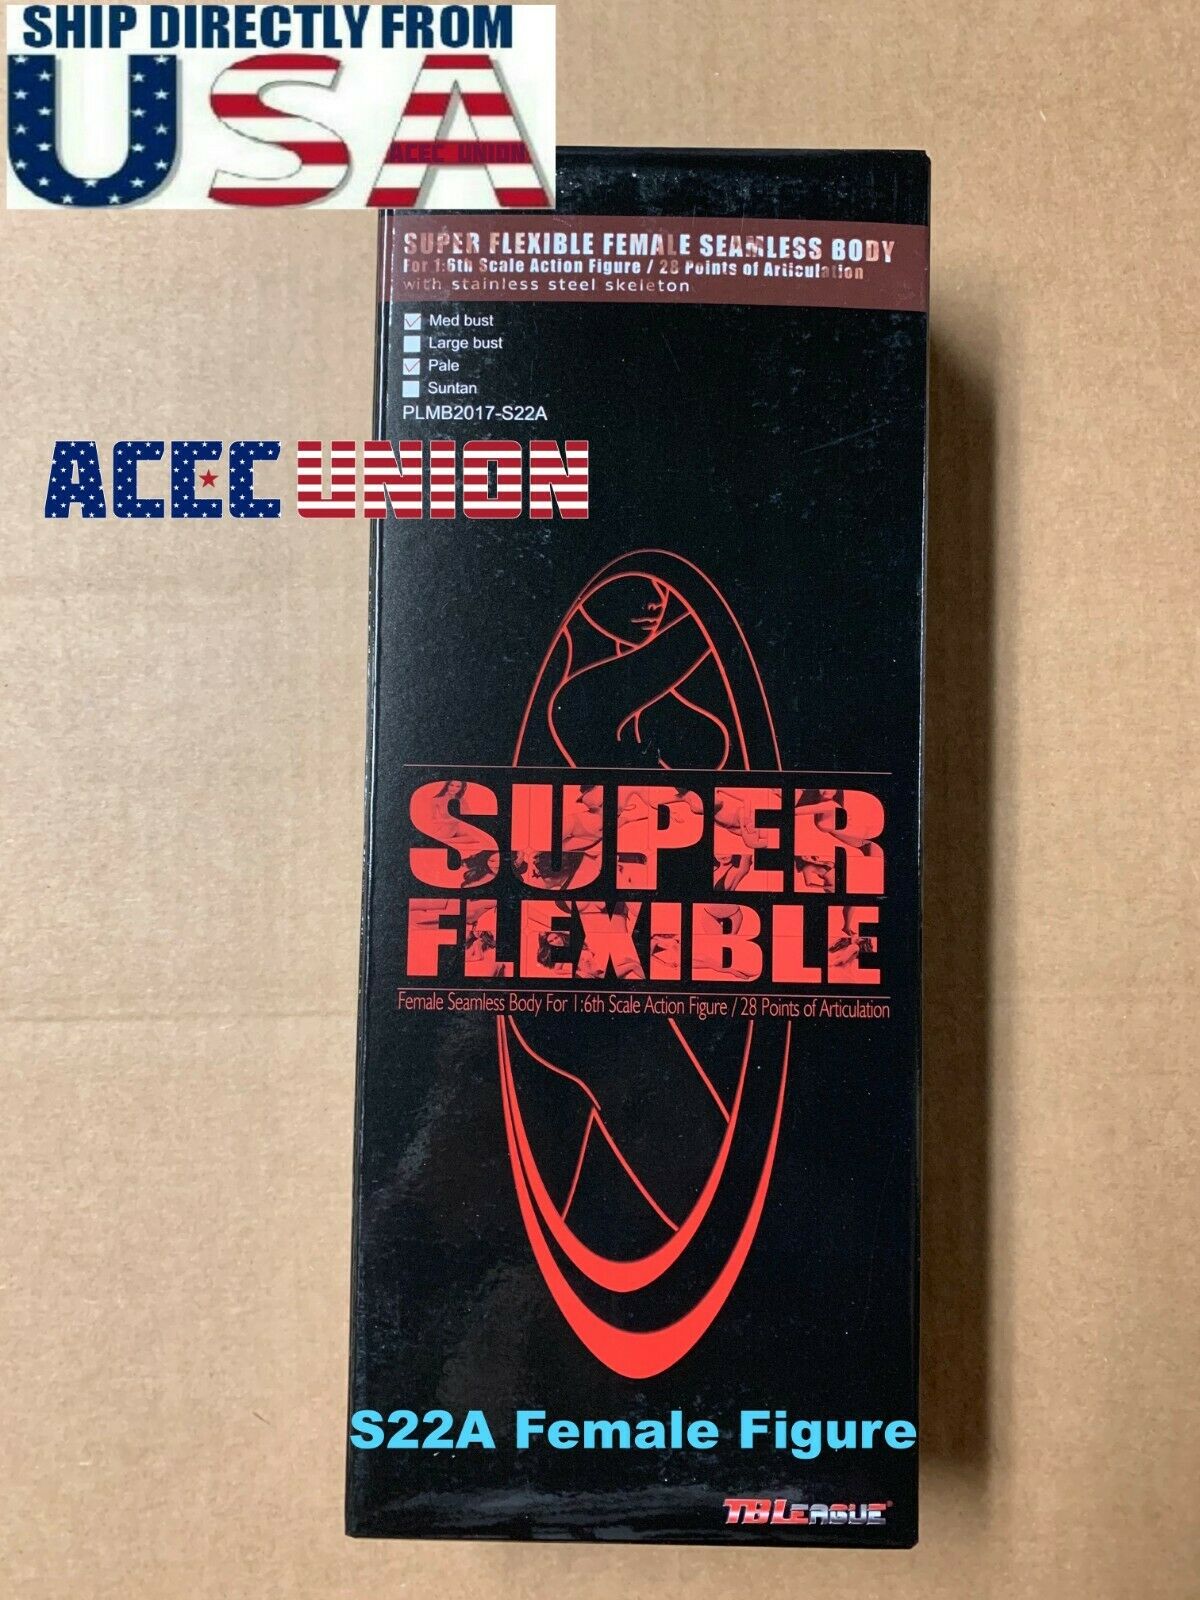 SHIP DIRECTLY FROM
USA
ACEC UNION
SUPER FLEXIBLE FEMALE SEAMLESS BODY
For 1:6th Scale Action Figure / 28 Points of Articulation
with stainless steel skeleton
Med bust
Large bust
Pale
Suntan
PLMB2017-S22A
ACEC UNION
SUPER
FLEXIBLE
Female Seamless Body For 1:6th Scale Action Figure / 28 Points of Articulation
S22A Female Figure
TBLEAGUE®